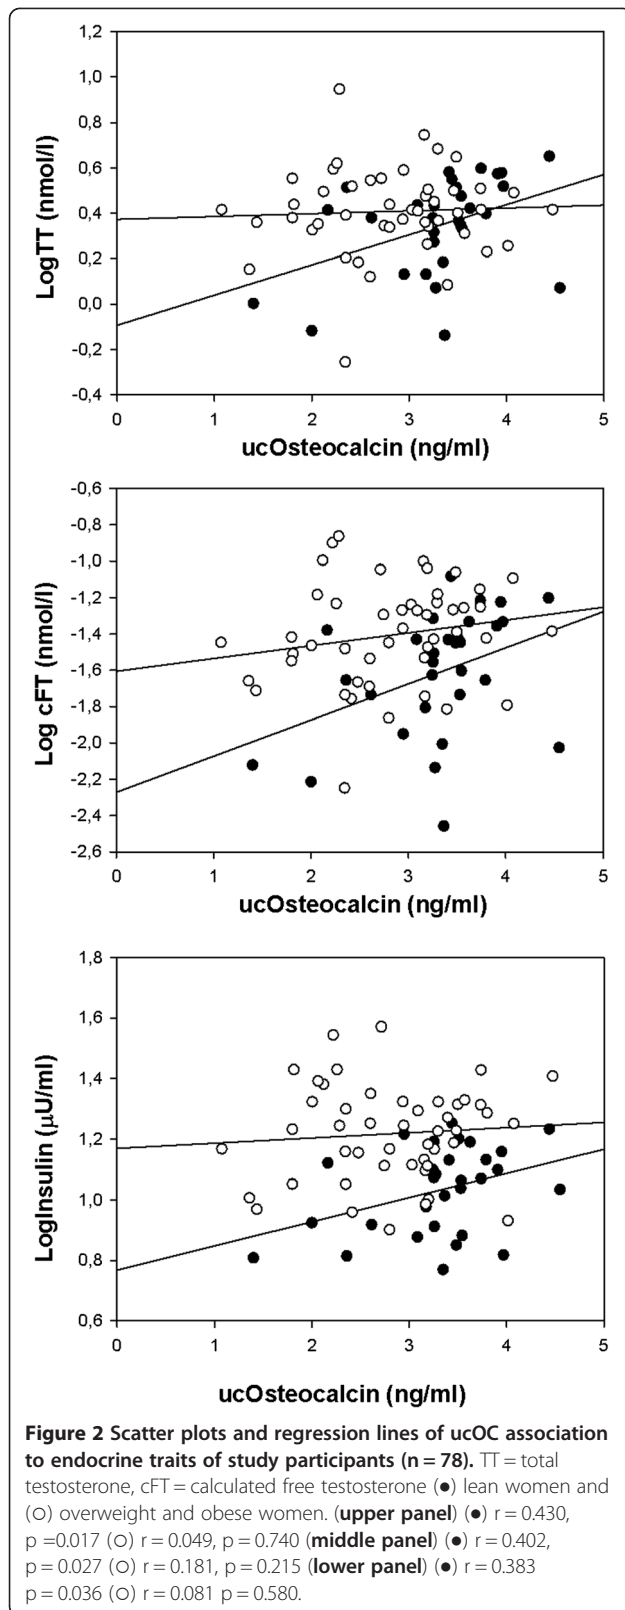 1,2
1,0
0,8
0,6
0,4
0,2
0,0
-0,2
-0,4
LogTT (nmol/l)
0 1 2 3 4 5
ucOsteocalcin (ng/ml)
-0,6
-0,8
-1,0
-1,2
-1,4
-1,6
-1,8
-2,0
-2,2
-2,4
-2,6
Log cFT (nmol/l)
0 1 2 3 4 5
ucOsteocalcin (ng/ml)
1,8
1,6
1,4
1,2
1,0
0,8
0,6
LogInsulin (µU/ml)
0 1 2 3 4 5
ucOsteocalcin (ng/ml)
Figure 2 Scatter plots and regression lines of ucOC association
to endocrine traits of study participants (n = 78). TT = total
testosterone, cFT = calculated free testosterone (●) lean women and
(○) overweight and obese women. (upper panel) (●) r = 0.430,
p =0.017 (○) r = 0.049, p = 0.740 (middle panel) (●) r = 0.402,
p = 0.027 (○) r = 0.181, p = 0.215 (lower panel) (●) r = 0.383
p = 0.036 (○) r = 0.081 p = 0.580.